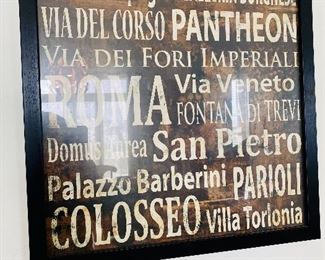 VIA DEL CORSO PANTHEON
VIA DEI FORI IMPERIALI
ROMA Via Veneto
FONTANA DI TREVI
Domus Aurea San Pietro
Palazzo Barberini PARIOLI
COLOSSEO Villa Torlonia